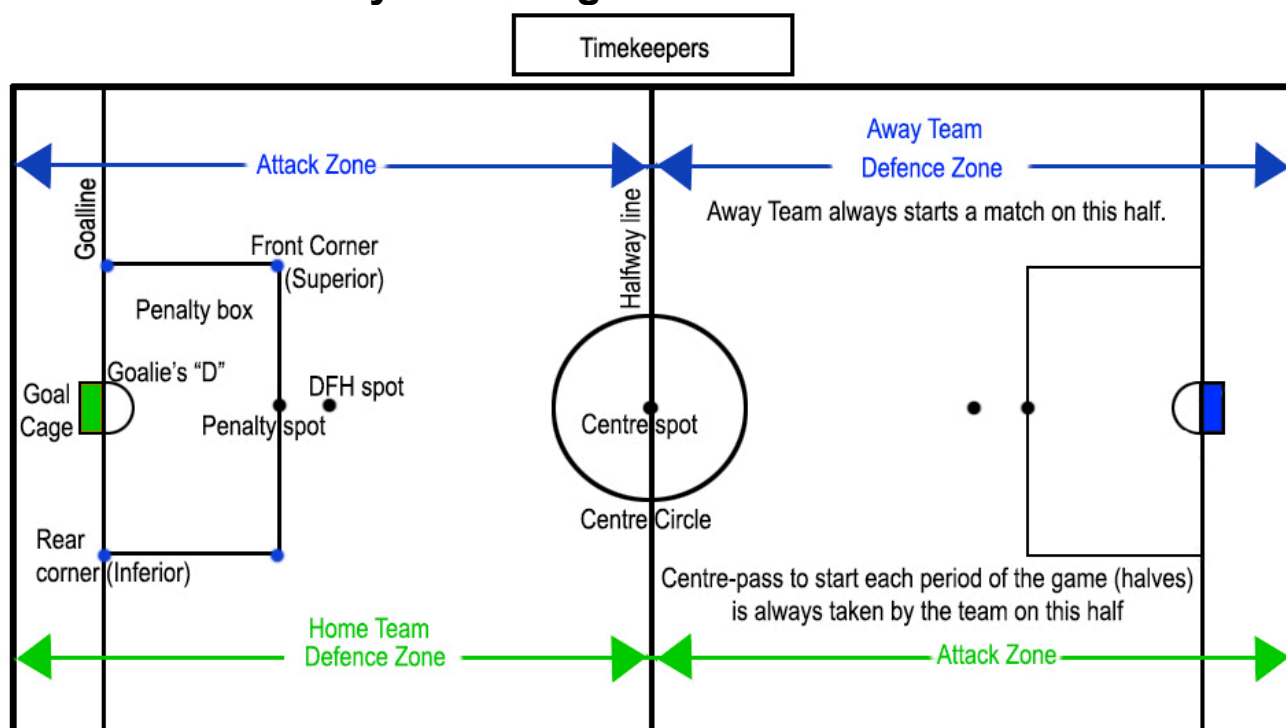 Timekeepers
Away Team
Attack Zone
Defence Zone
Away Team always starts a match on this half.
Goalline
Halfway line
Front Corner
(Superior)
Penalty box
Goalie's “D”
DFH spot
Goal
Cage
Penalty spot
Centre spot
Centre Circle
Rear
corner (Inferior)
Centre-pass to start each period of the game (halves)
is always taken by the team on this half
Home Team
Defence Zone
Attack Zone